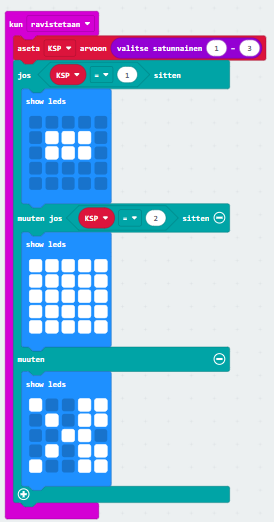 kun ravistetaan
aseta KSP arvoon valitse satunnainen 1 - 3
jos KSP = 1 sitten
show leds
muuten jos KSP = 2 sitten
show leds
muuten
show leds